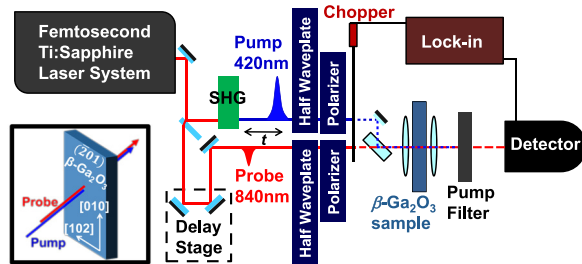 Femtosecond
Ti:Sapphire
Laser System
SHG
Pump
420nm
t
Half Waveplate
Polarizer
Chopper
Lock-in
Probe
840nm
Half Waveplate
Polarizer
Delay
Stage
β-Ga₂O₃
sample
Pump
Filter
Detector
(201)
β-Ga₂O₃
Probe
Pump
[010]
[102]